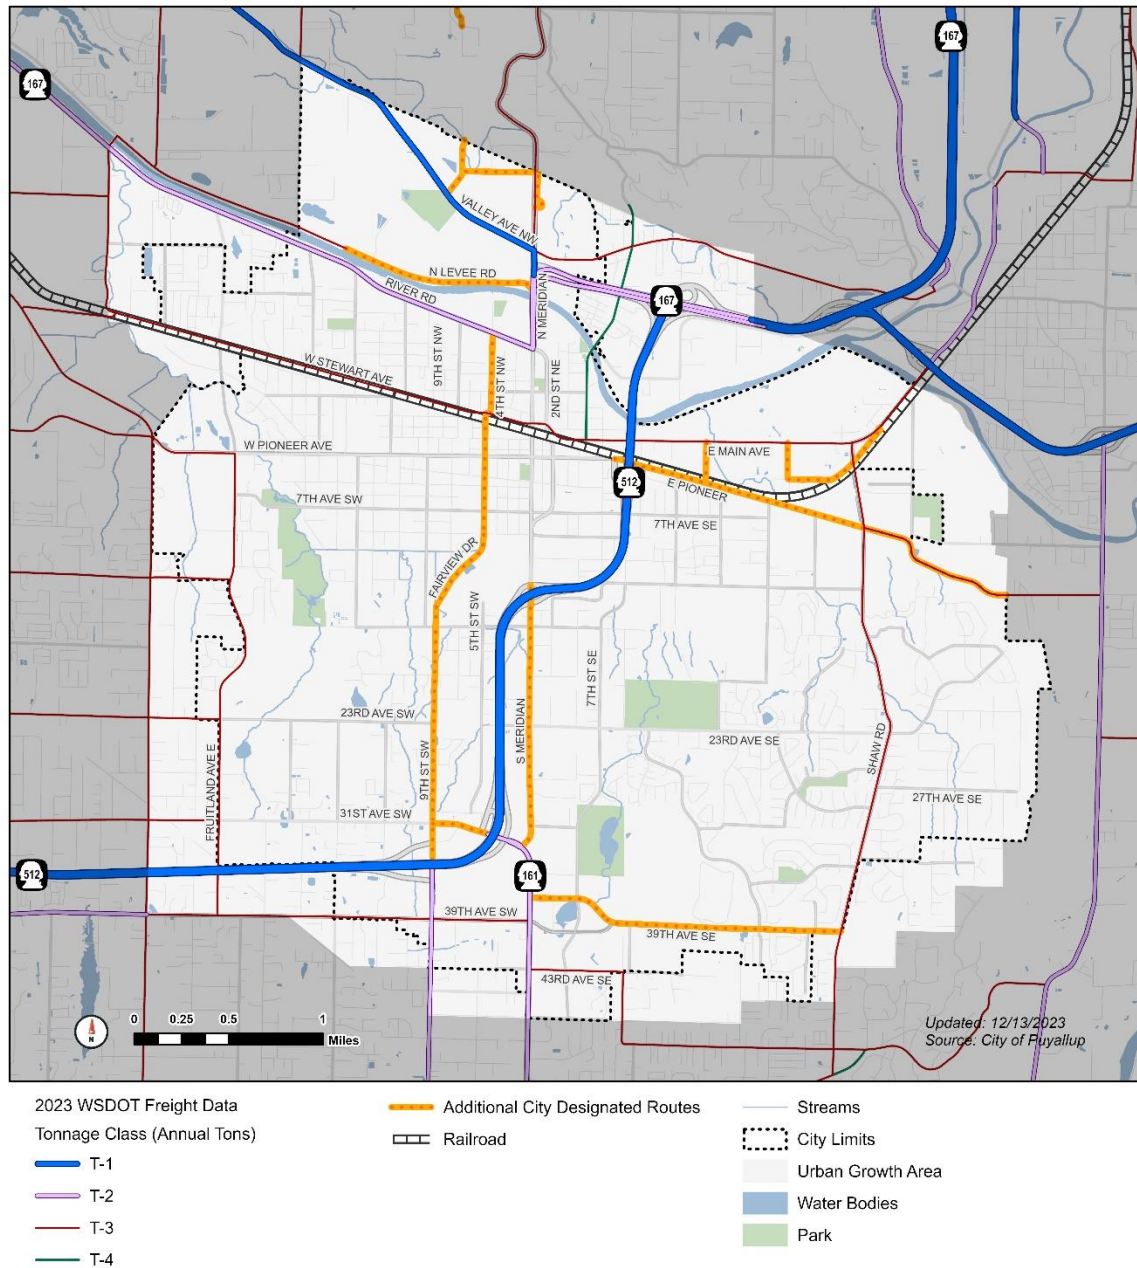 167
167
VALLEY AVE NW
N LEVEE RD
RIVER RD
N MERIDIAN
167
W STEWART AVE
9TH ST NW
4TH ST NW
2ND ST NE
W PIONEER AVE
E MAIN AVE
512
E PIONEER
7TH AVE SW
7TH AVE SE
FAIRVIEW DR
5TH ST SW
7TH ST SE
23RD AVE SW
S MERIDIAN
23RD AVE SE
SHAW RD
9TH ST SW
27TH AVE SE
FRUITLAND AVE E
31ST AVE SW
512
161
39TH AVE SW
39TH AVE SE
43RD AVE SE
N
0 0.25 0.5 1
Miles
Updated: 12/13/2023
Source: City of Puyallup
2023 WSDOT Freight Data
Tonnage Class (Annual Tons)
T-1
T-2
T-3
T-4
Additional City Designated Routes
Railroad
Streams
City Limits
Urban Growth Area
Water Bodies
Park